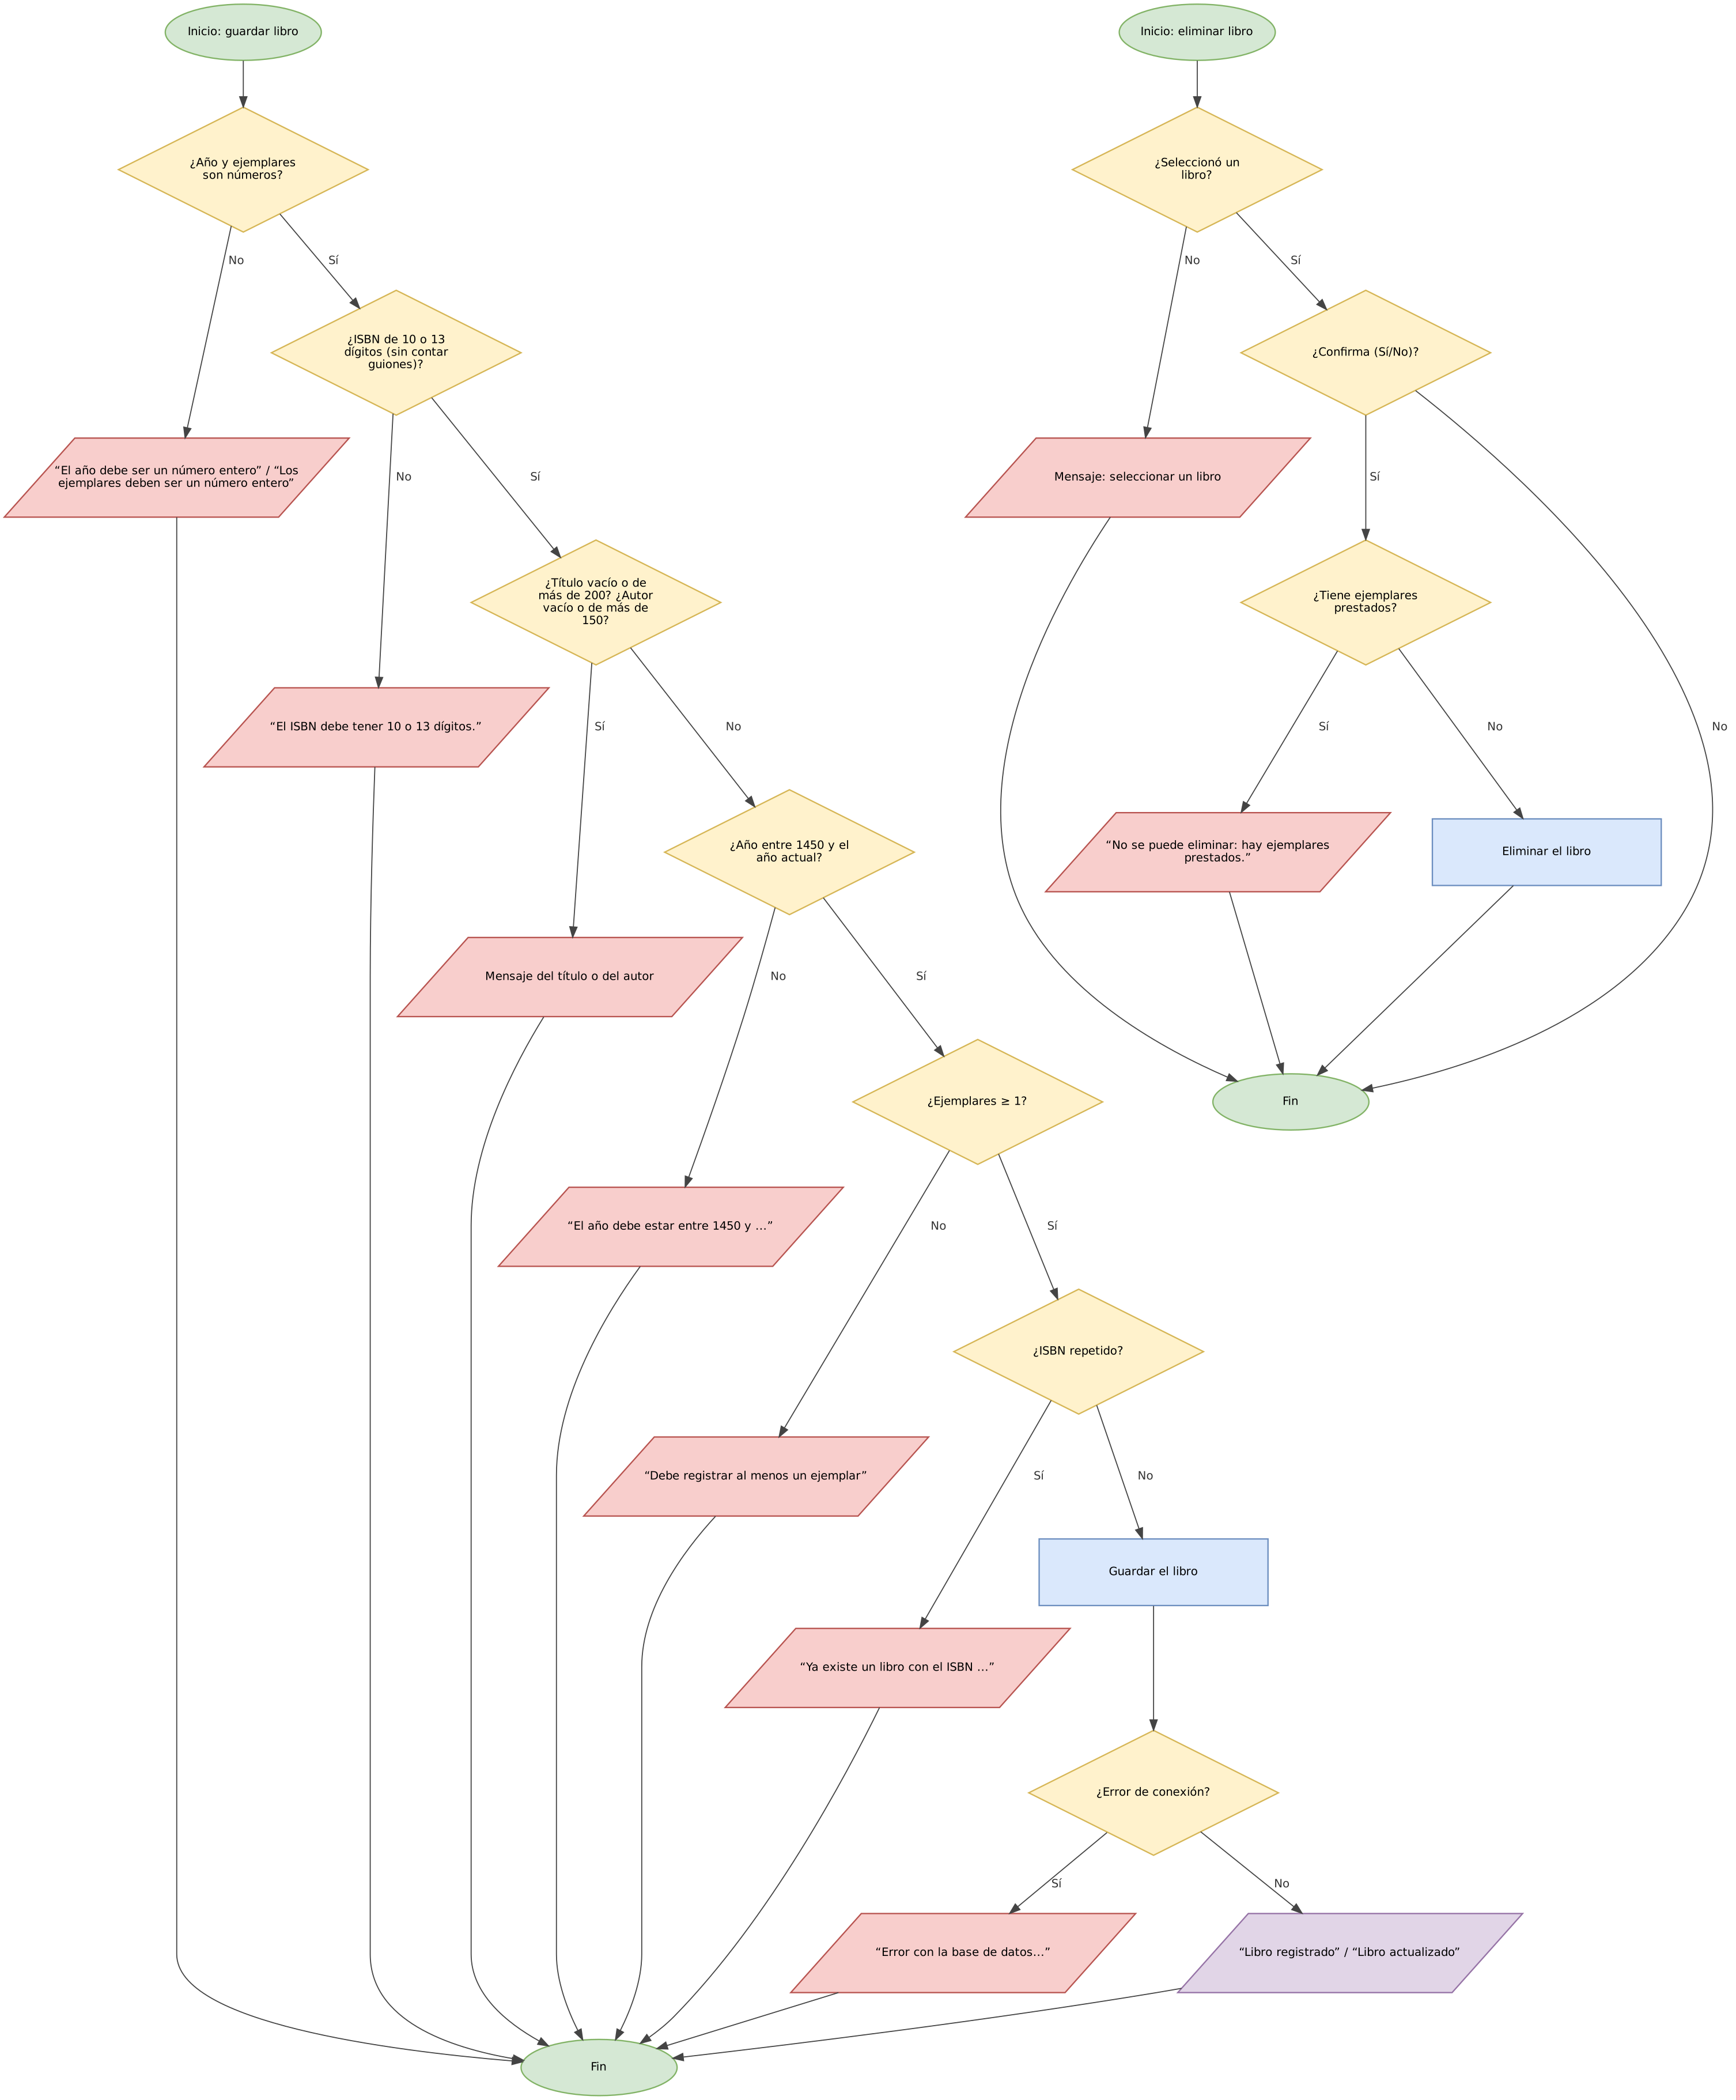 Inicio: guardar libro
¿Año y ejemplares
son números?
No
Sí
¿ISBN de 10 o 13
dígitos (sin contar
guiones)?
“El año debe ser un número entero” / “Los
ejemplares deben ser un número entero”
No
Sí
¿Título vacío o de
más de 200? ¿Autor
vacío o de más de
150?
“El ISBN debe tener 10 o 13 dígitos.”
Sí
No
¿Año entre 1450 y el
año actual?
Mensaje del título o del autor
No
Sí
¿Ejemplares ≥ 1?
“El año debe estar entre 1450 y …”
No
Sí
¿ISBN repetido?
“Debe registrar al menos un ejemplar”
Sí
No
Guardar el libro
“Ya existe un libro con el ISBN …”
¿Error de conexión?
Sí
No
“Error con la base de datos…”
“Libro registrado” / “Libro actualizado”
Fin
Inicio: eliminar libro
¿Seleccionó un
libro?
No
Sí
¿Confirma (Sí/No)?
Mensaje: seleccionar un libro
Sí
¿Tiene ejemplares
prestados?
Sí
No
No
“No se puede eliminar: hay ejemplares
prestados.”
Eliminar el libro
Fin